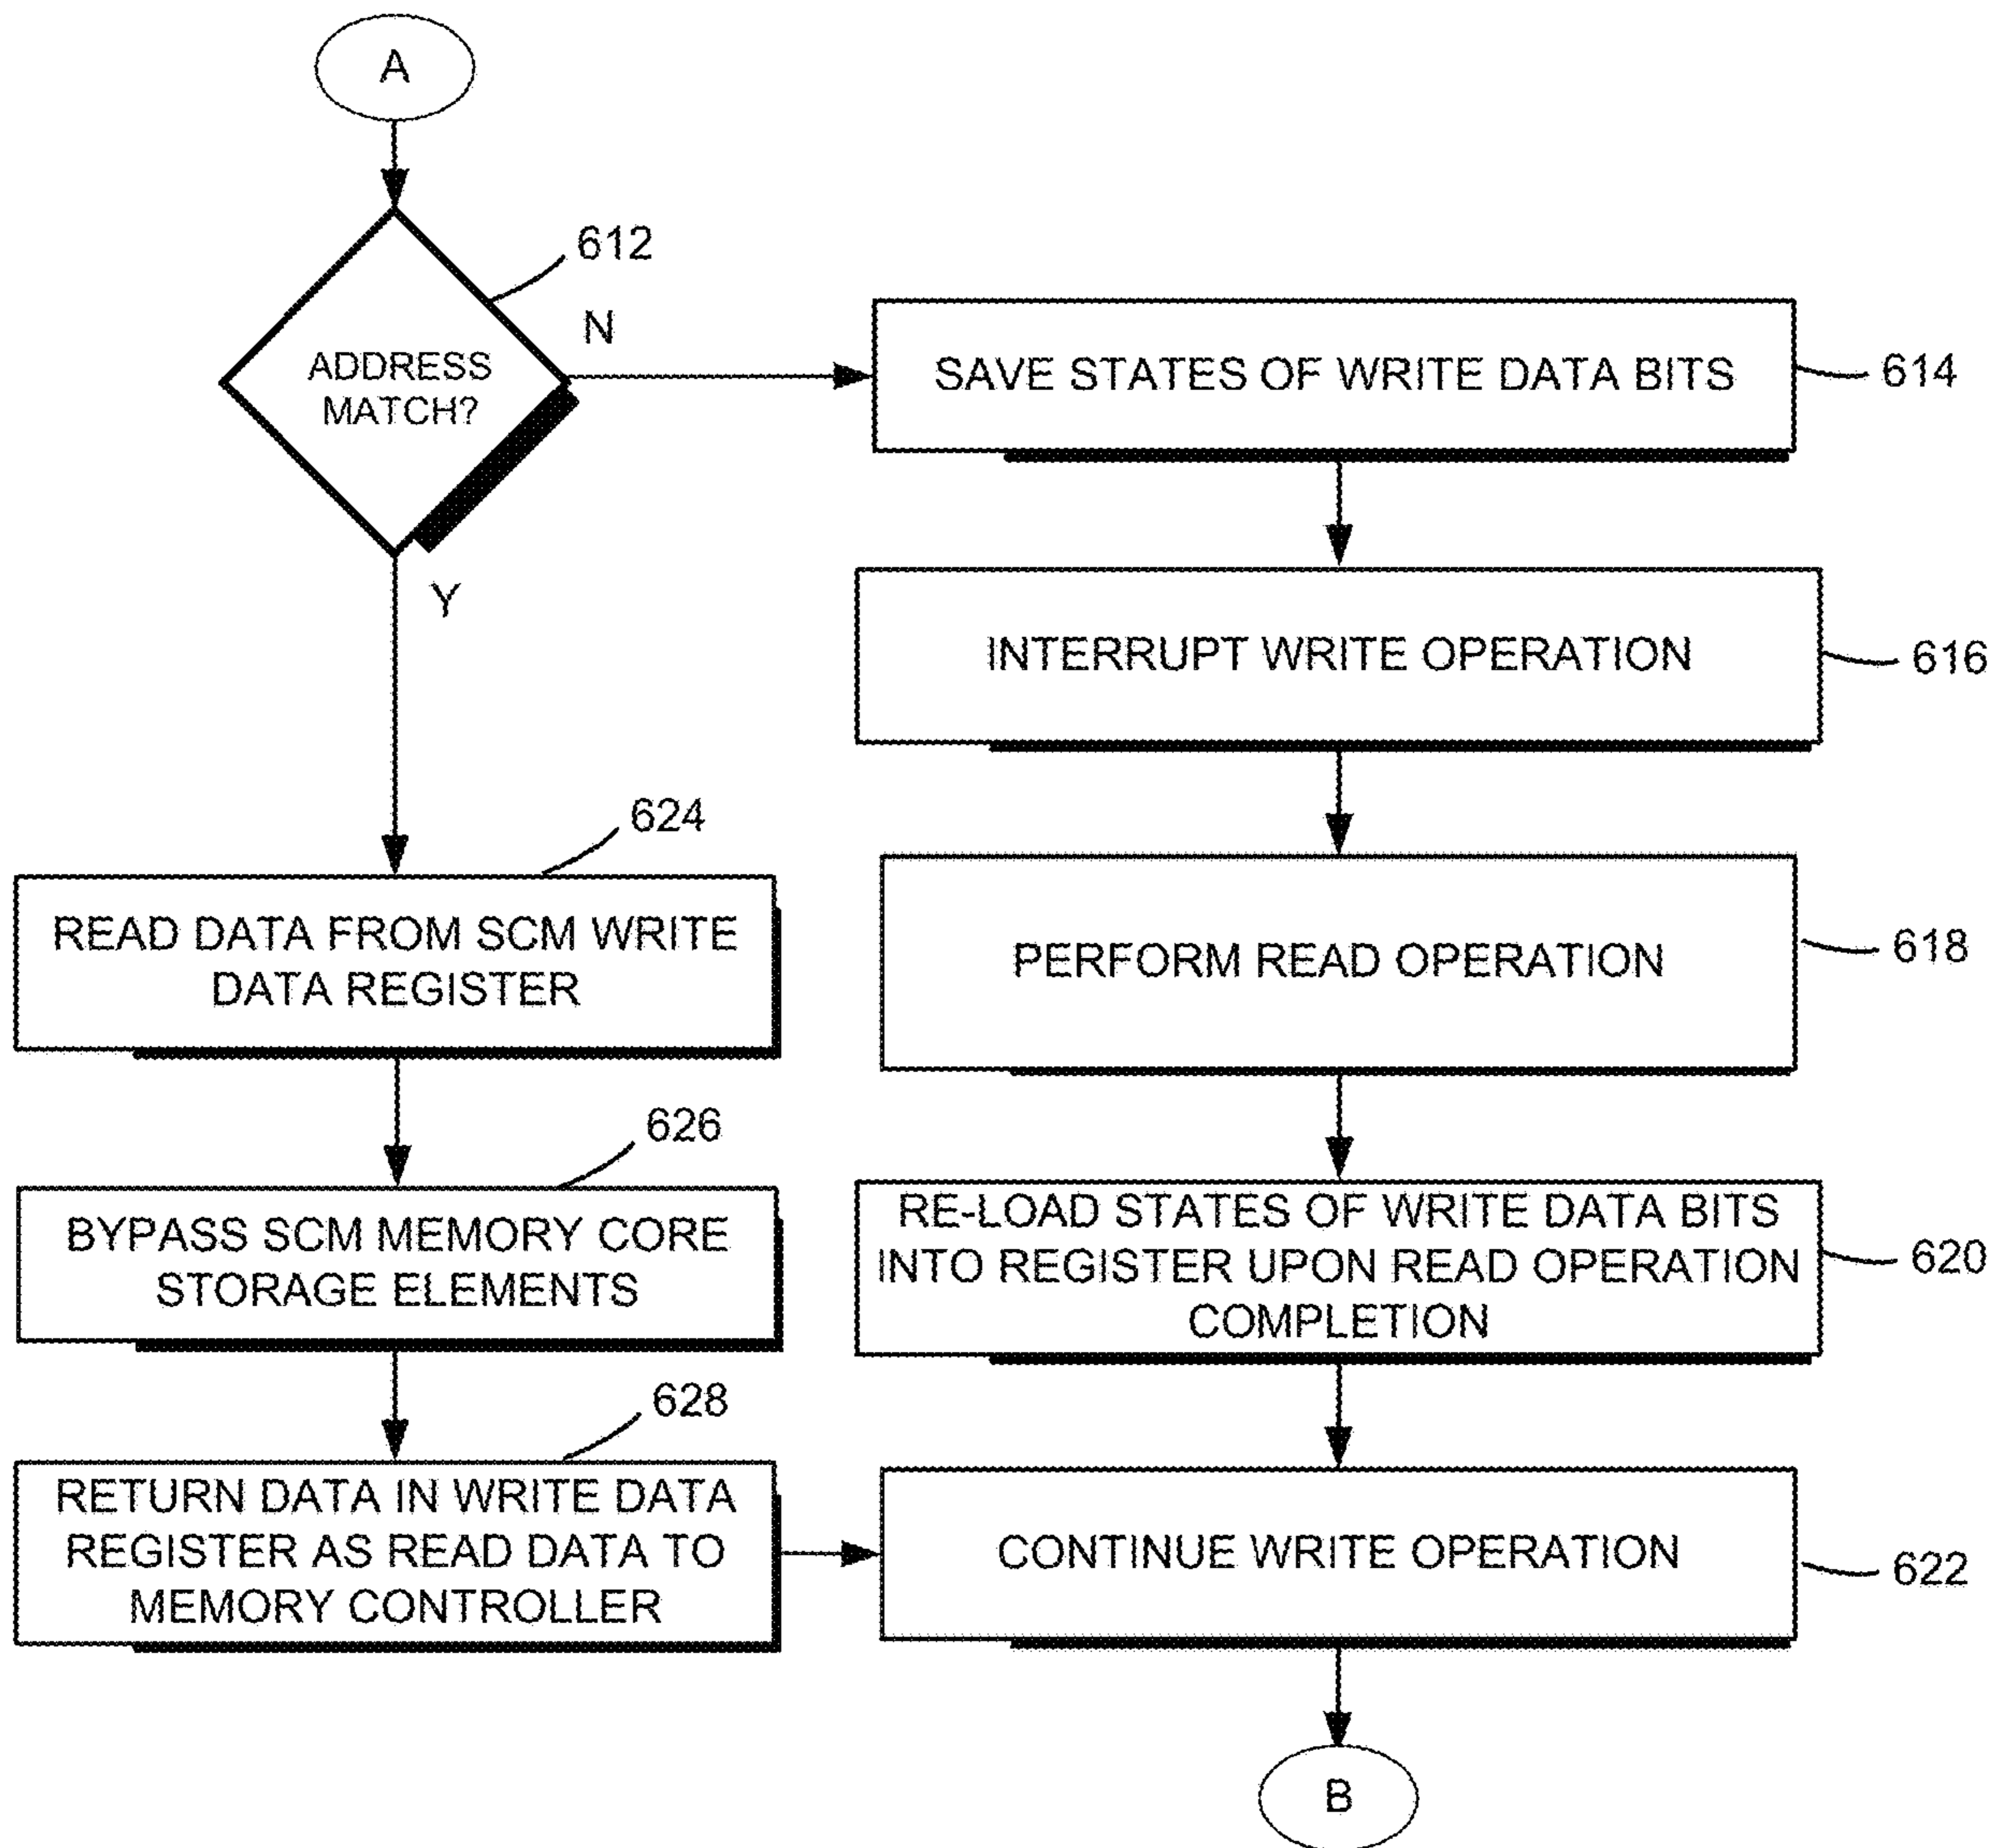 A
612
N
ADDRESS
MATCH?
SAVE STATES OF WRITE DATA BITS
614
Y
INTERRUPT WRITE OPERATION
616
624
READ DATA FROM SCM WRITE
DATA REGISTER
PERFORM READ OPERATION
618
626
BYPASS SCM MEMORY CORE
STORAGE ELEMENTS
RE-LOAD STATES OF WRITE DATA BITS
INTO REGISTER UPON READ OPERATION
COMPLETION
620
628
RETURN DATA IN WRITE DATA
REGISTER AS READ DATA TO
MEMORY CONTROLLER
CONTINUE WRITE OPERATION
622
B